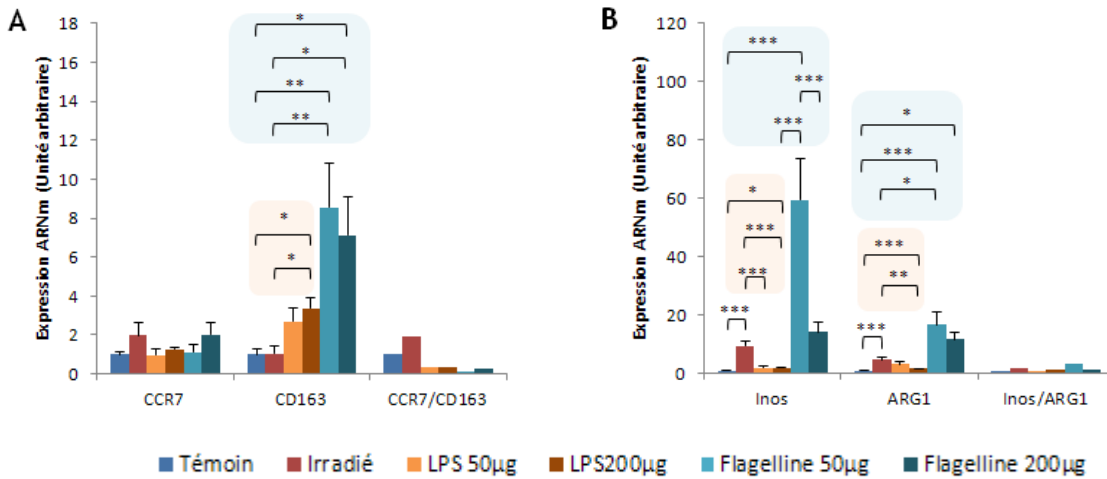 A
Expression ARNm (Unité arbitraire)
18
16
14
12
10
8
6
4
2
0
*
*
**
**
*
*
CCR7
CD163
CCR7/CD163
B
Expression ARNm (Unité arbitraire)
120
100
80
60
40
20
0
***
***
***
*
***
***
***
*
***
*
***
**
***
Inos
ARG1
Inos/ARG1
Témoin
Irradié
LPS 50µg
LPS200µg
Flagelline 50µg
Flagelline 200µg